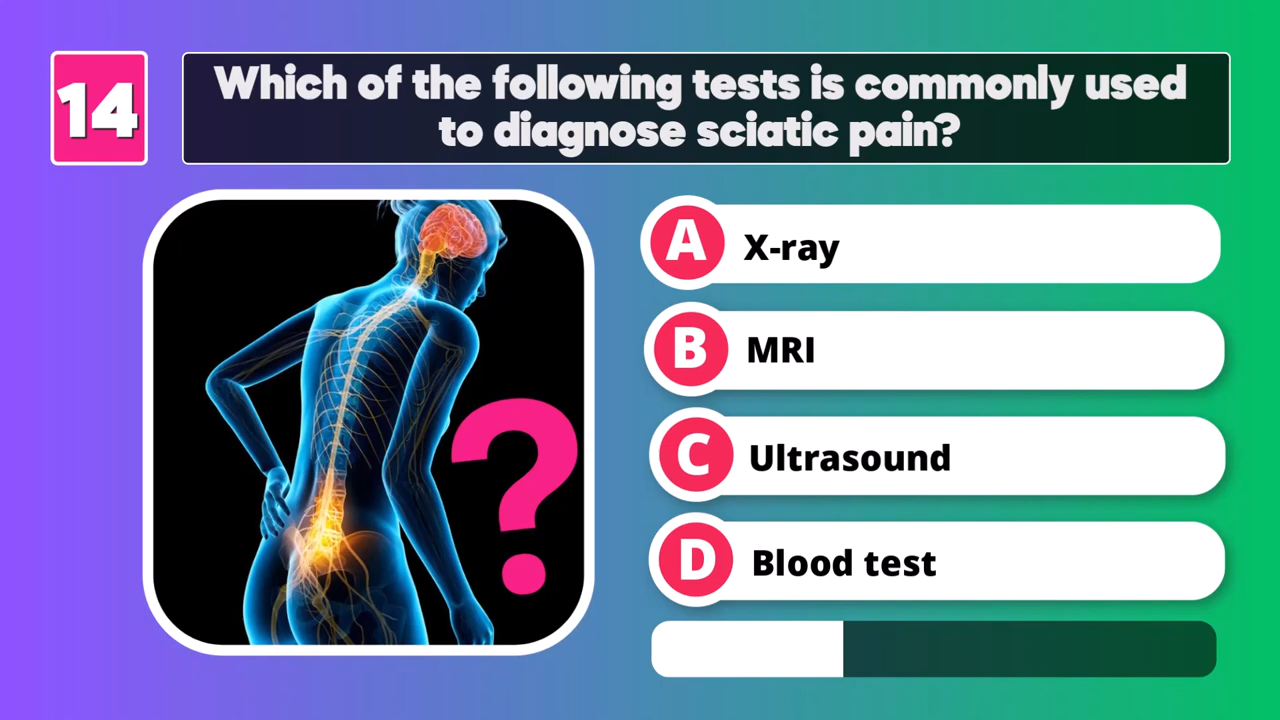 14
Which of the following tests is commonly used
to diagnose sciatic pain?
?
A X-ray
B MRI
C Ultrasound
D Blood test